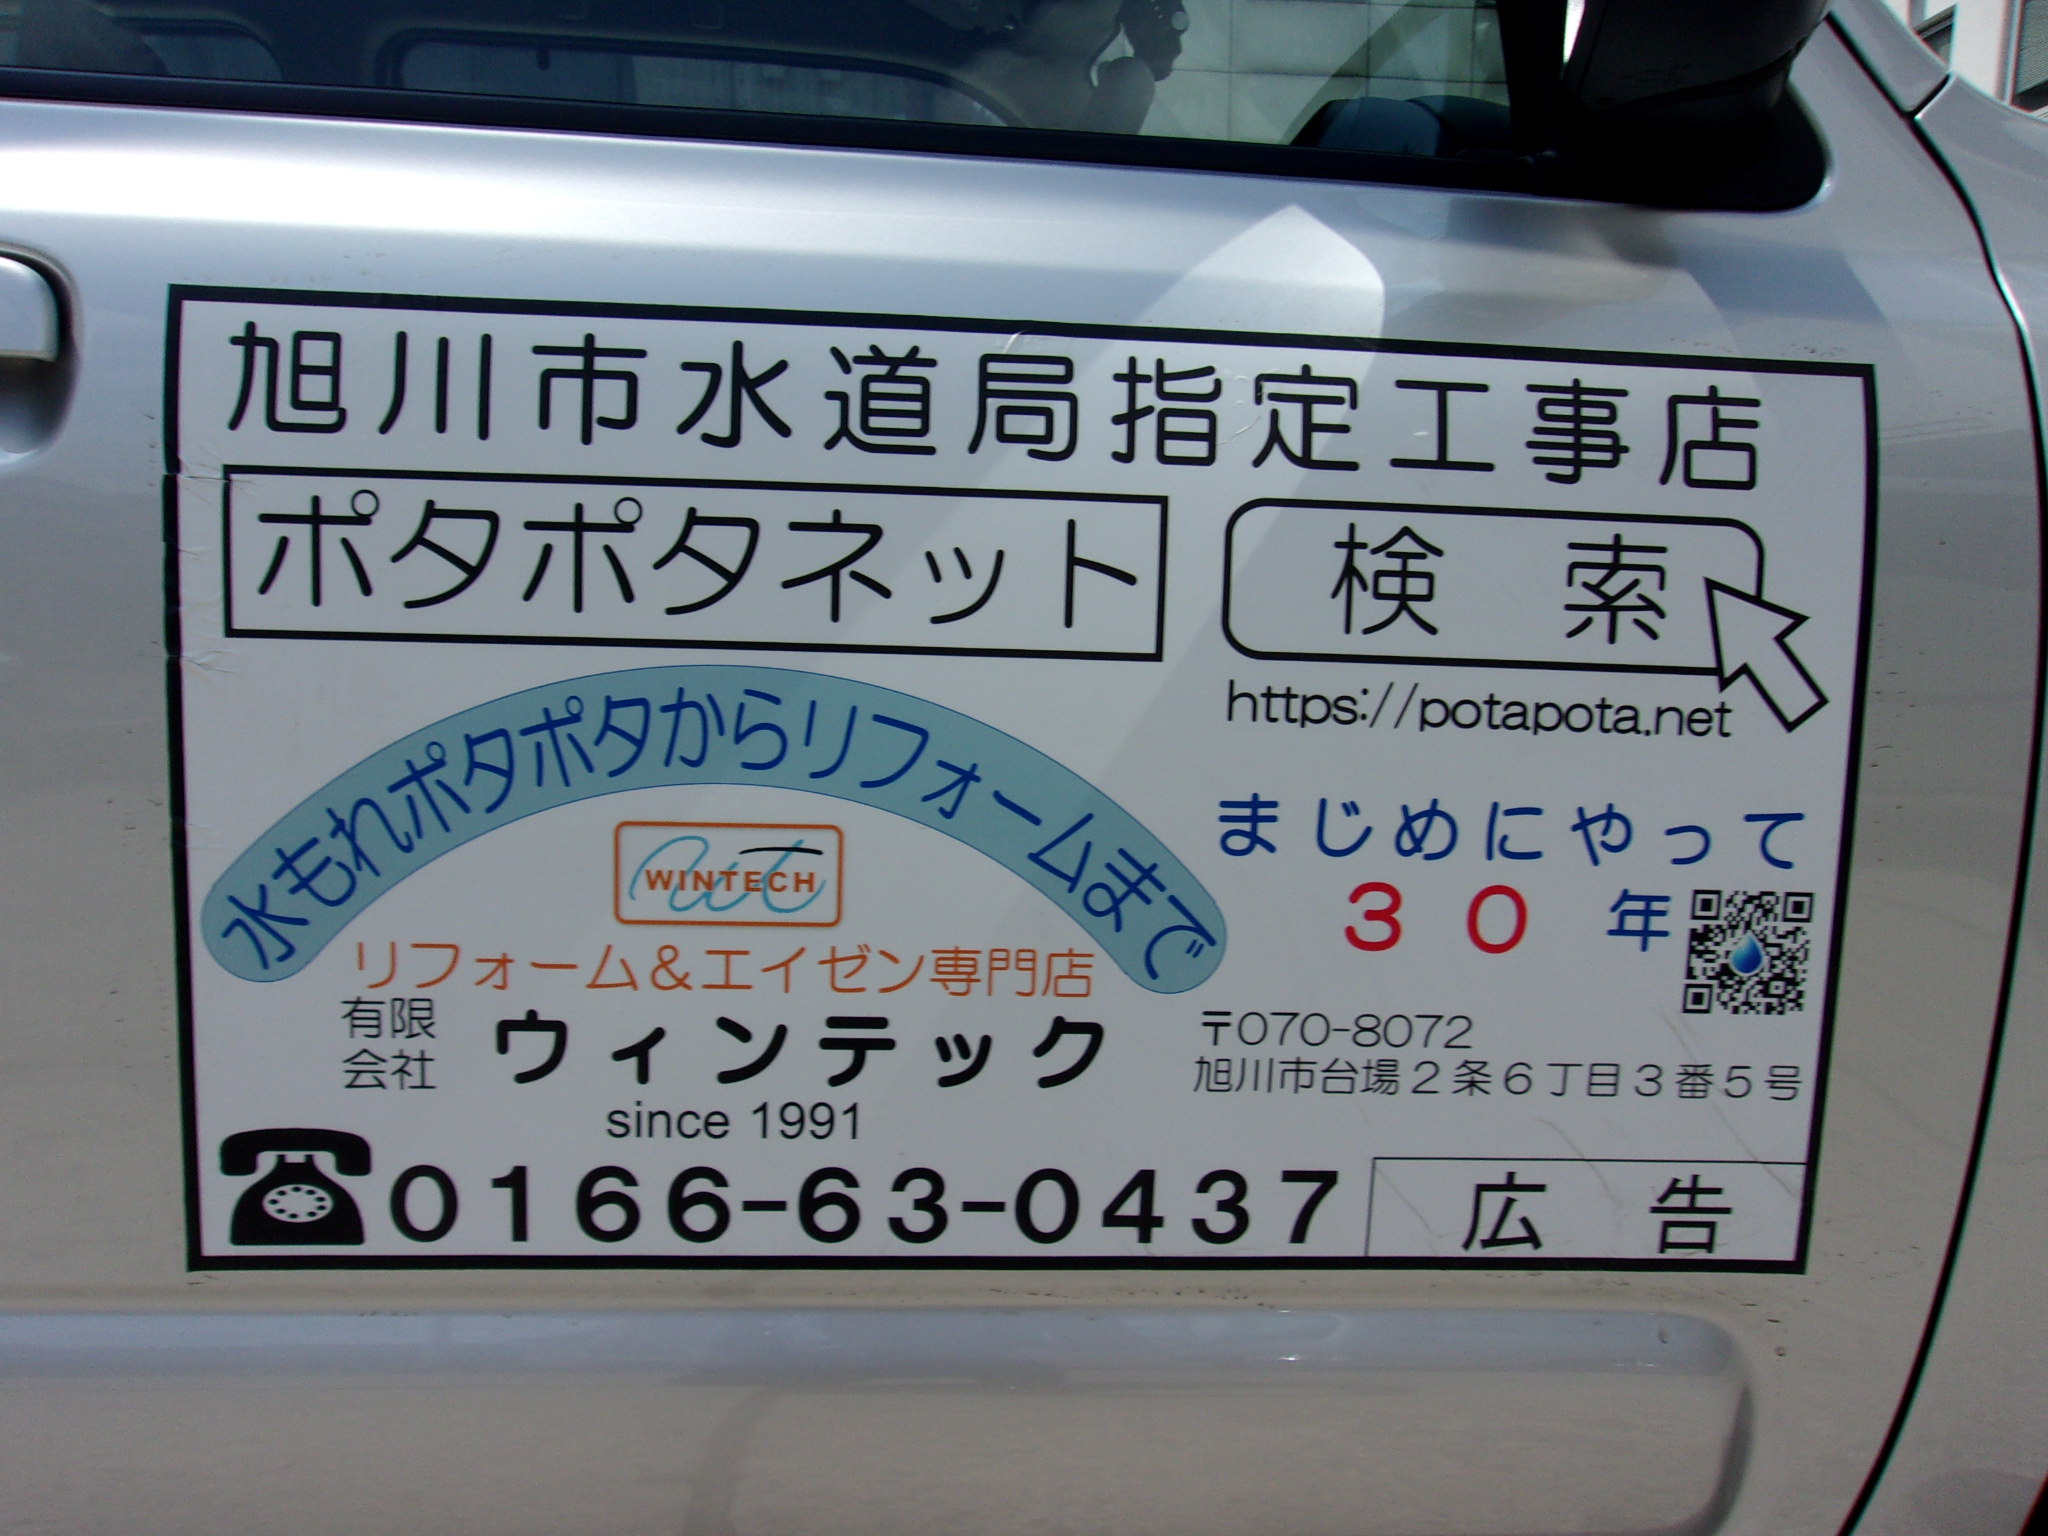 旭川市水道局指定工事店
ポタポタネット
検 索
https://potapota.net
水もれポタポタからリフォームまで
WINTECH
リフォーム&エイゼン専門店
有限会社 ウィンテック
since 1991
まじめにやって
30年
〒070-8072
旭川市台場2条6丁目3番5号
0166-63-0437
広 告